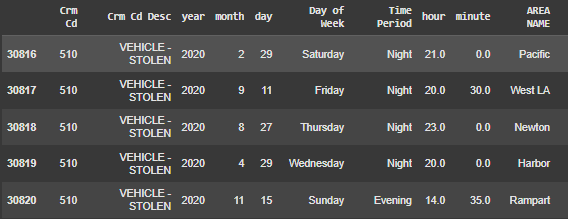 Crm Cd Crm Cd Desc year month day Day of Week Time Period hour minute AREA NAME
30816 510 VEHICLE - STOLEN 2020 2 29 Saturday Night 21.0 0.0 Pacific
30817 510 VEHICLE - STOLEN 2020 9 11 Friday Night 20.0 30.0 West LA
30818 510 VEHICLE - STOLEN 2020 8 27 Thursday Night 23.0 0.0 Newton
30819 510 VEHICLE - STOLEN 2020 4 29 Wednesday Night 20.0 0.0 Harbor
30820 510 VEHICLE - STOLEN 2020 11 15 Sunday Evening 14.0 35.0 Rampart